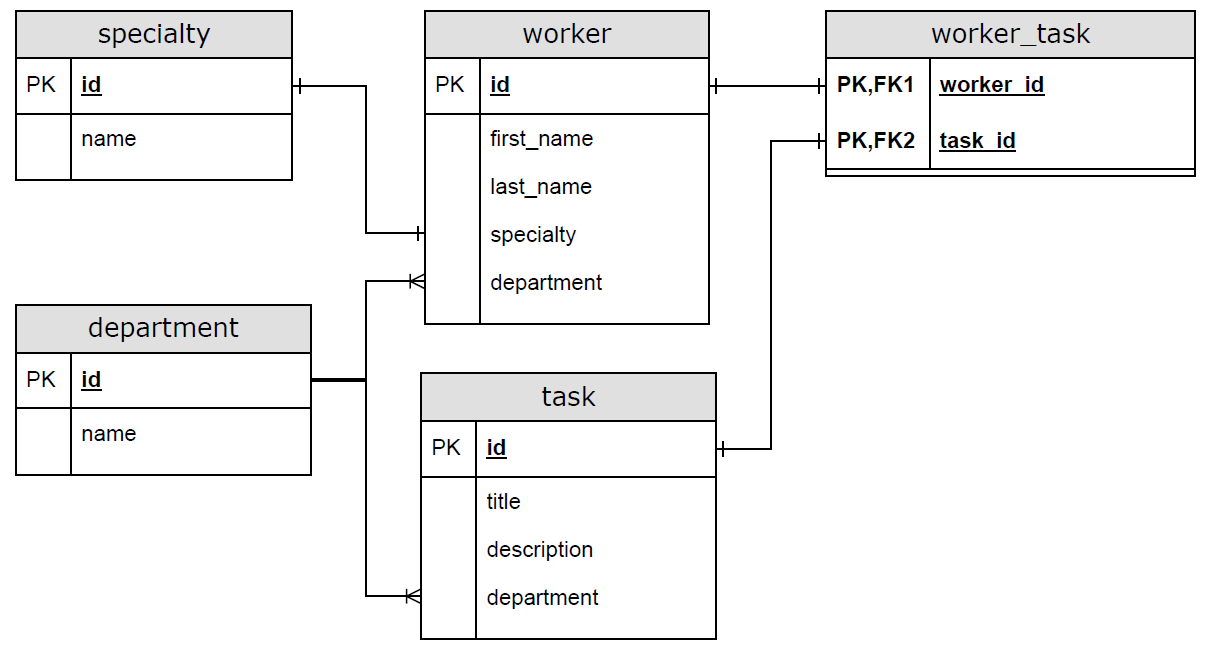 specialty
PK id
name
worker
PK id
first_name
last_name
specialty
department
worker_task
PK,FK1 worker_id
PK,FK2 task_id
department
PK id
name
task
PK id
title
description
department